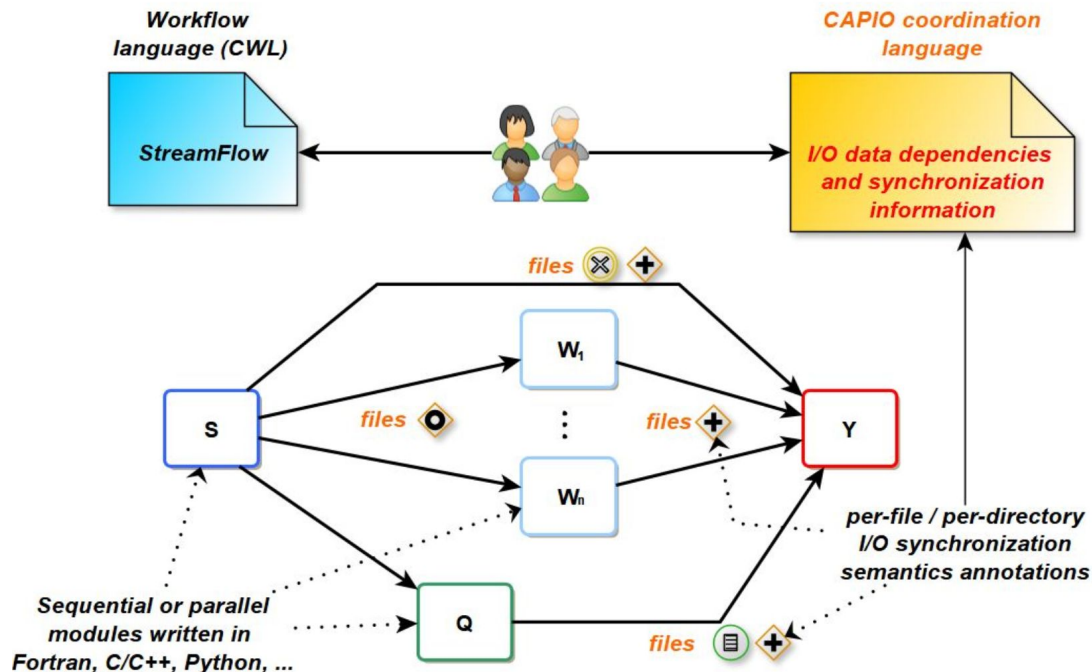 Workflow
language (CWL)
CAPIO coordination
language
StreamFlow
I/O data dependencies
and synchronization
information
files
W1
S
files
files
Y
Wn
per-file / per-directory
I/O synchronization
semantics annotations
Sequential or parallel
modules written in
Fortran, C/C++, Python, ...
Q
files